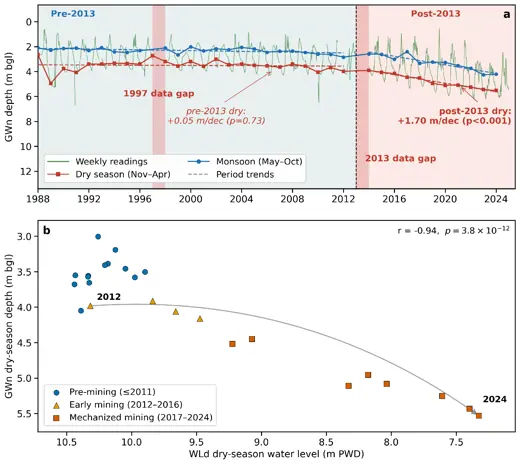 Pre-2013
Post-2013
a
GWn depth (m bgl)
0
2
4
6
8
10
12
1997 data gap
pre-2013 dry:
+0.05 m/dec (p=0.73)
post-2013 dry:
+1.70 m/dec (p<0.001)
2013 data gap
Weekly readings
Dry season (Nov–Apr)
Monsoon (May–Oct)
Period trends
1988 1992 1996 2000 2004 2008 2012 2016 2020 2024
b
r = -0.94, p = 3.8 × 10⁻¹²
GWn dry-season depth (m bgl)
3.0
3.5
4.0
4.5
5.0
5.5
2012
2024
Pre-mining (≤2011)
Early mining (2012–2016)
Mechanized mining (2017–2024)
10.5 10.0 9.5 9.0 8.5 8.0 7.5
WLd dry-season water level (m PWD)